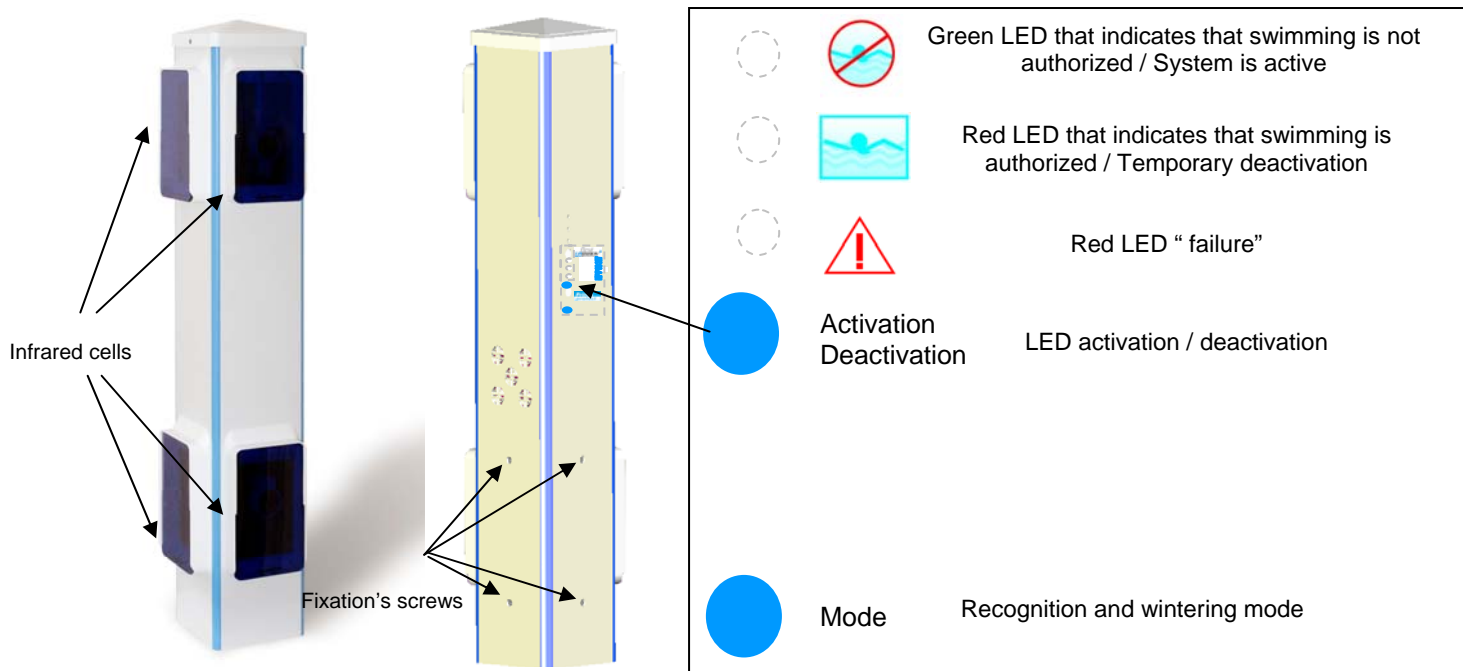 Infrared cells
Fixation's screws
Green LED that indicates that swimming is not
authorized / System is active
Red LED that indicates that swimming is
authorized / Temporary deactivation
Red LED “ failure”
Activation
Deactivation
LED activation / deactivation
Mode
Recognition and wintering mode